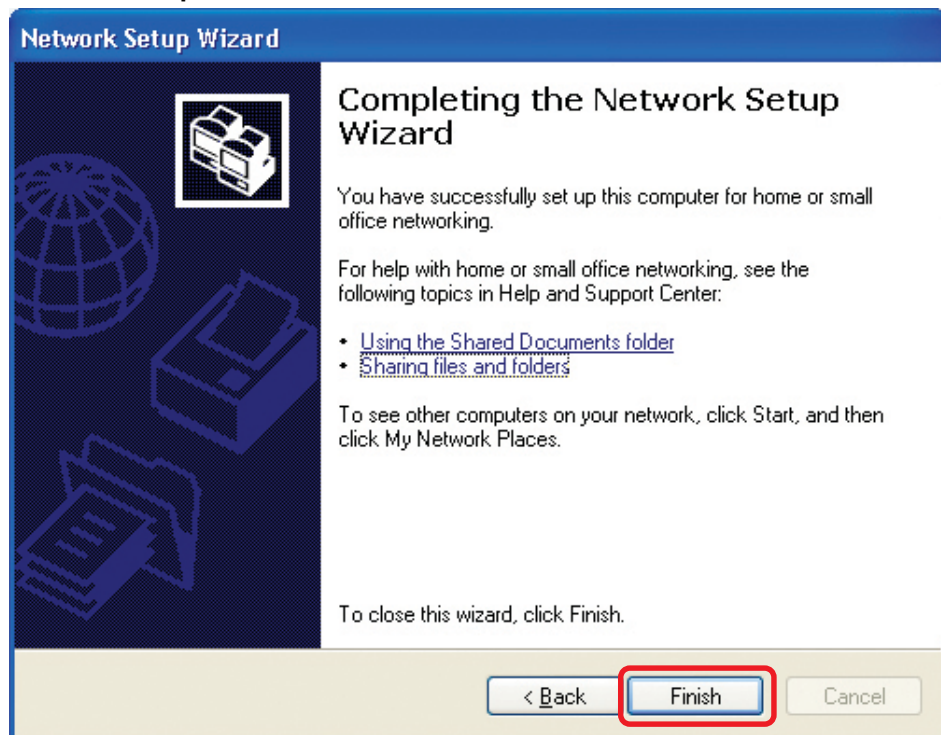 Network Setup Wizard
Completing the Network Setup
Wizard
You have successfully set up this computer for home or small
office networking.
For help with home or small office networking, see the
following topics in Help and Support Center:
• Using the Shared Documents folder
• Sharing files and folders
To see other computers on your network, click Start, and then
click My Network Places.
To close this wizard, click Finish.
< Back Finish Cancel